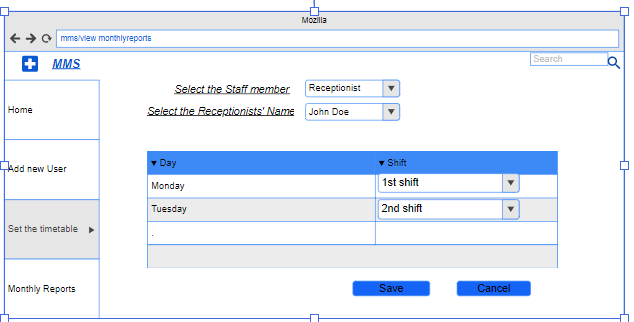 Mozilla
mms/view monthlyreports
MMS
Search
Select the Staff member
Receptionist
Select the Receptionists' Name
John Doe
Home
Add new User
Set the timetable
Monthly Reports
Day Shift
Monday 1st shift
Tuesday 2nd shift
.
Save Cancel